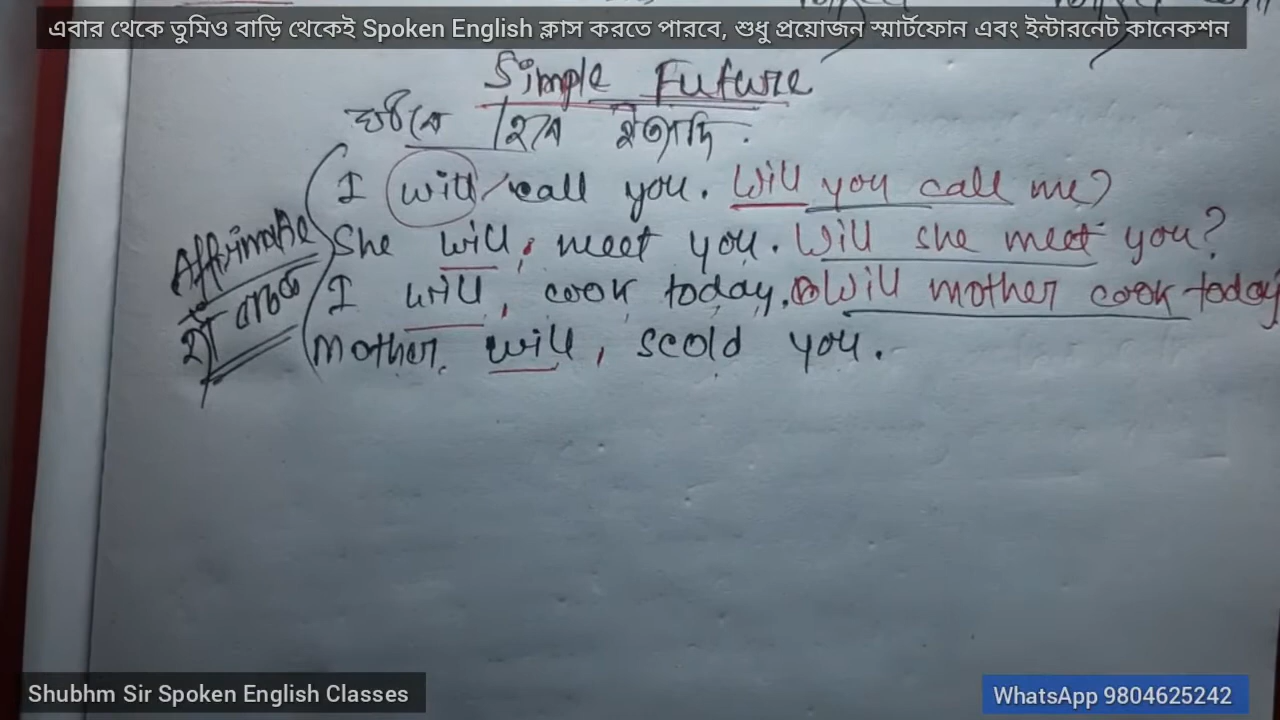 এবার থেকে তুমিও বাড়ি থেকেই Spoken English ক্লাস করতে পারবে, শুধু প্রয়োজন স্মার্টফোন এবং ইন্টারনেট কানেকশন
Simple Future
হবে ইত্যাদি.
I will/call you. Will you call me?
She will, meet you. Will she meet you?
I will, cook today. Will mother cook today
Mother will, scold you.
হ্যাঁ বাচক
Shubhm Sir Spoken English Classes
WhatsApp 9804625242